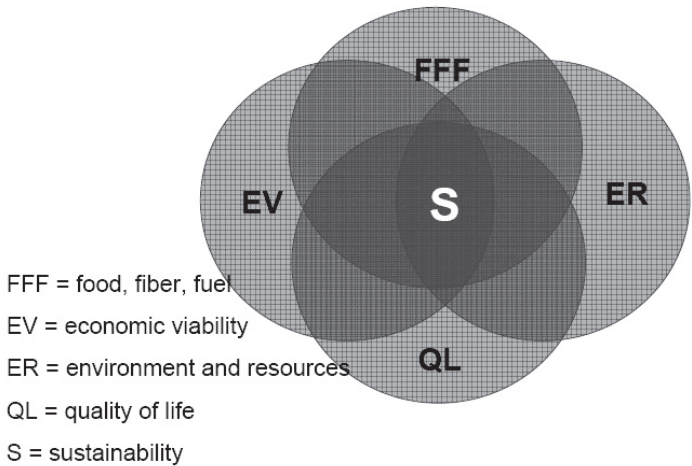 FFF
EV
S
ER
FFF = food, fiber, fuel
EV = economic viability
QL
ER = environment and resources
QL = quality of life
S = sustainability